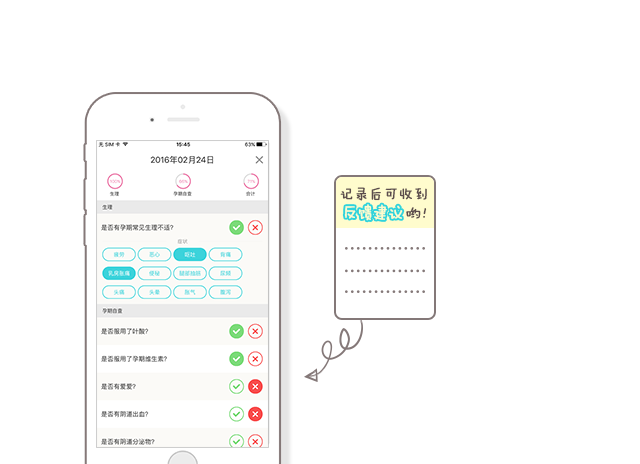 无 SIM 卡 15:45 63%
2016年02月24日
100%
生理
孕期自查
合计
生理
是否有孕期常见生理不适?
症状
疲劳 恶心 呕吐
乳房胀痛 便秘 腿部抽筋 尿频
头痛 头晕 胀气 腹泻
孕期自查
是否服用了叶酸?
是否服用了孕期维生素?
是否有爱爱?
是否有阴道出血?
是否有阴道分泌物?
记录后可收到
反馈建议哟!